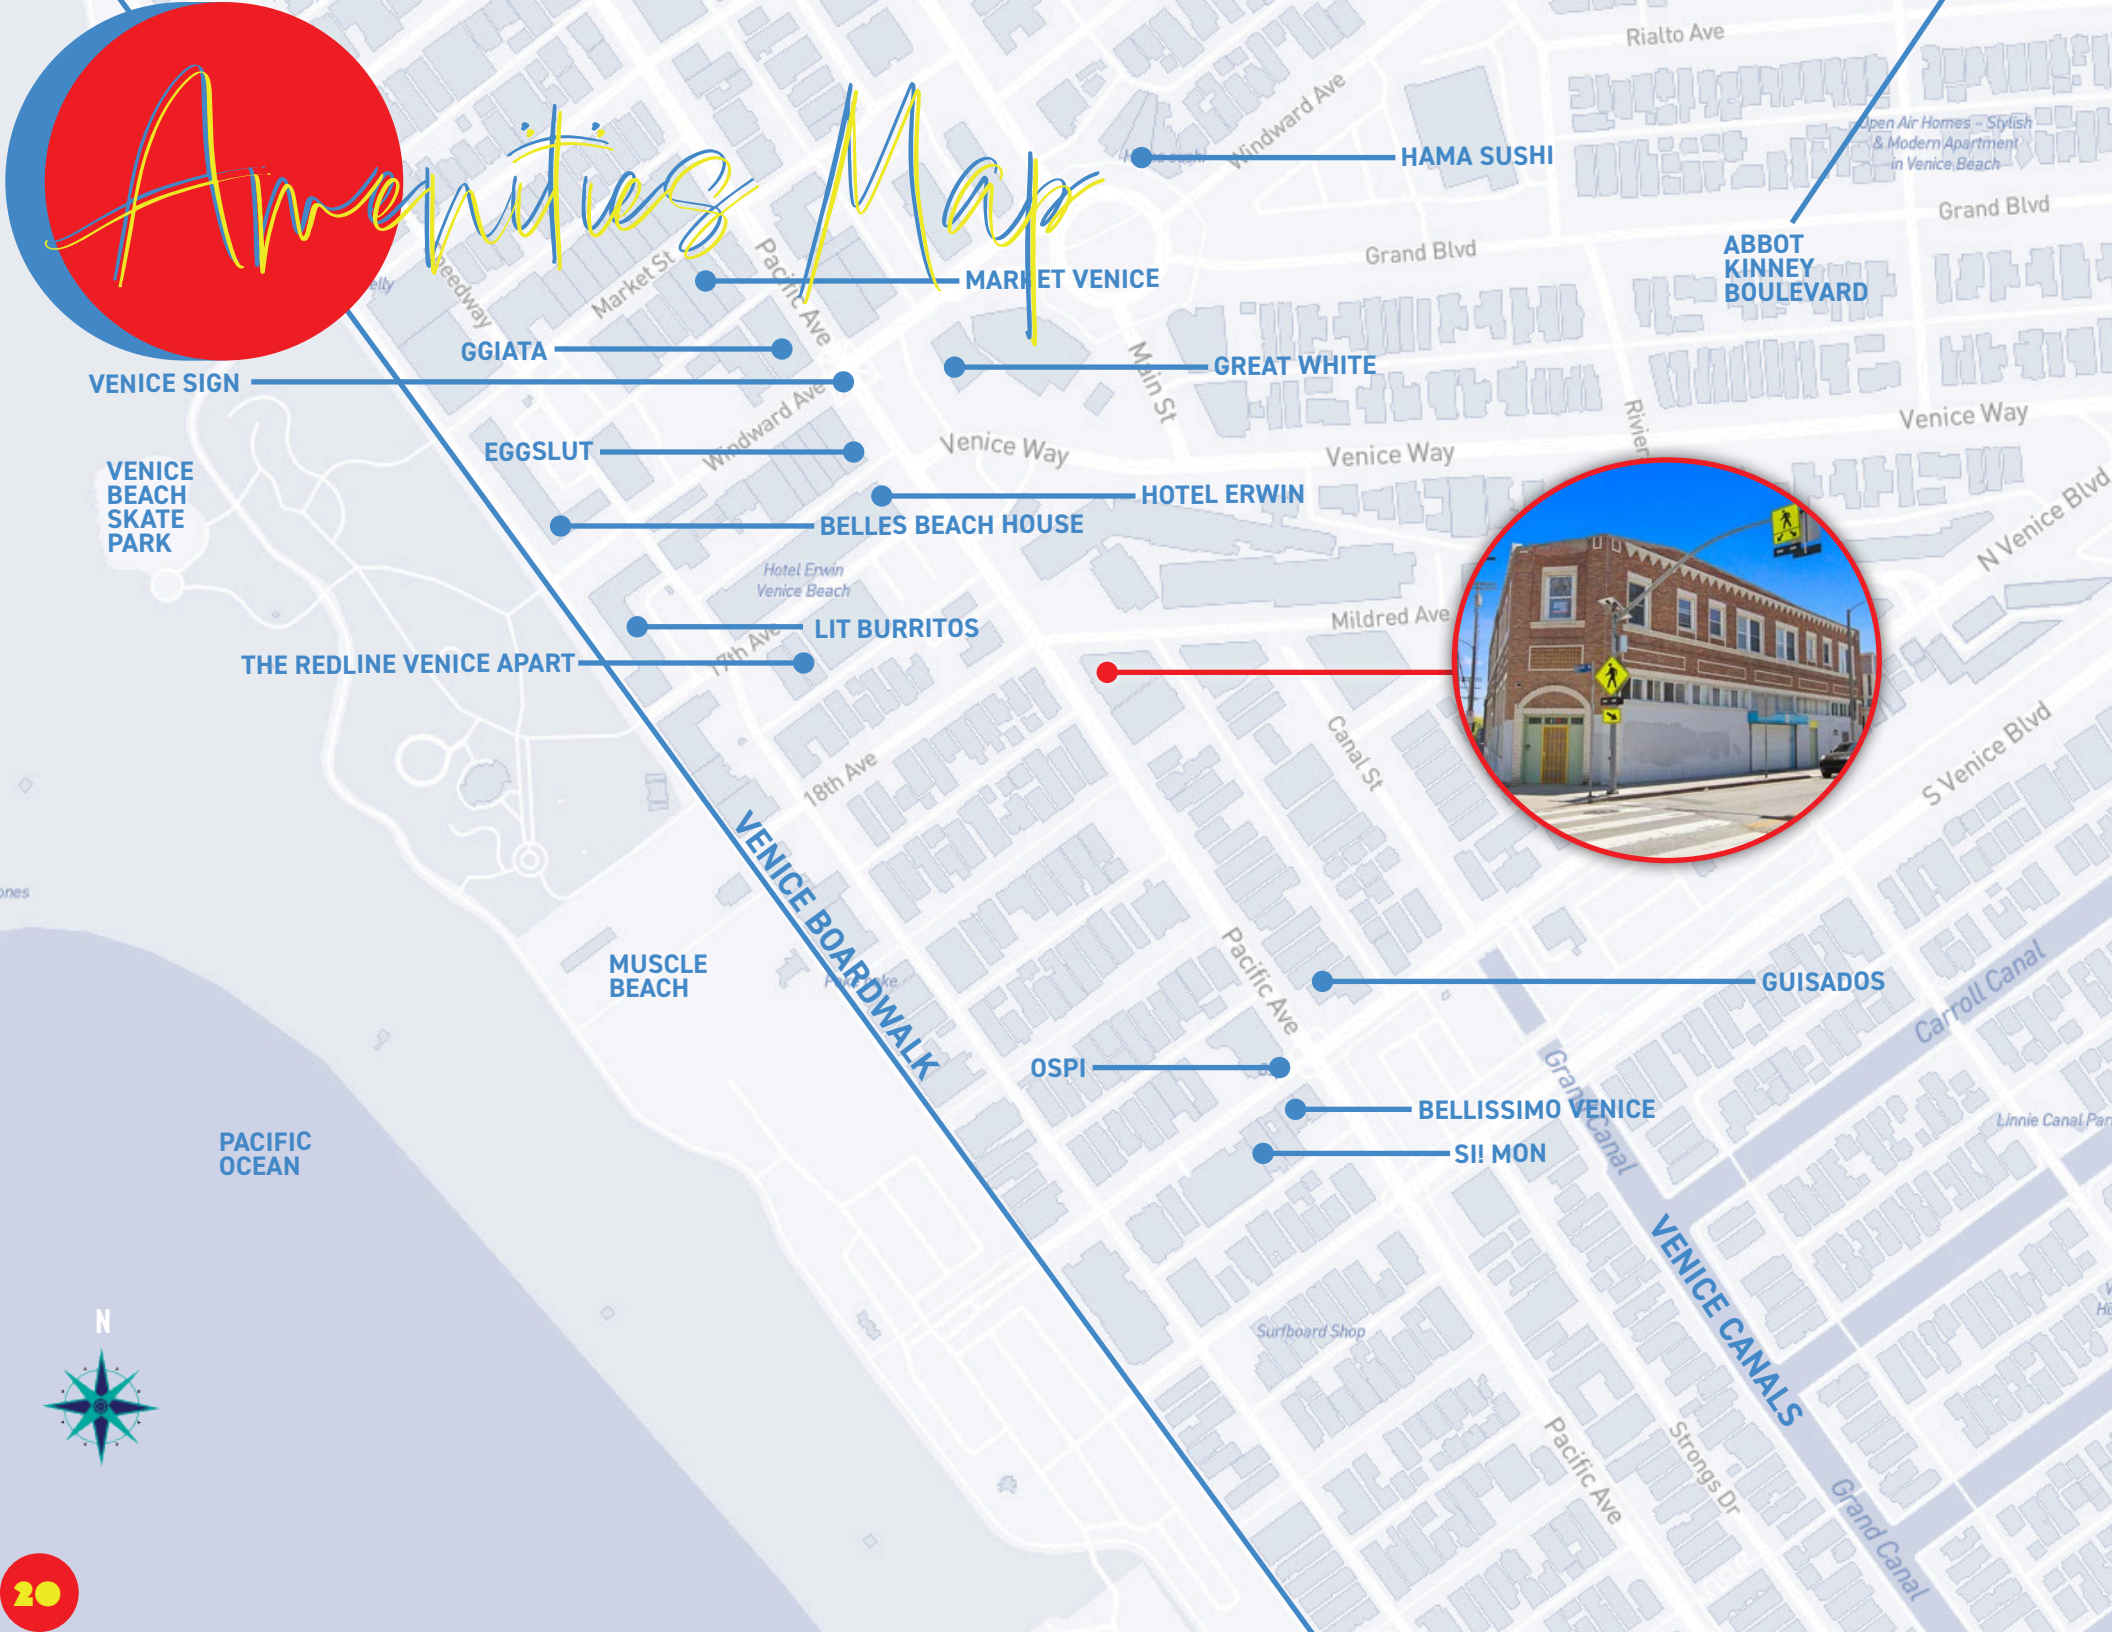 Amenities Map
Rialto Ave
Windward Ave
Open Air Homes – Stylish
& Modern Apartment
in Venice Beach
HAMA SUSHI
Grand Blvd
Grand Blvd
ABBOT
KINNEY
BOULEVARD
Market St
Pacific Ave
MARKET VENICE
GGIATA
VENICE SIGN
GREAT WHITE
Main St
Windward Ave
Venice Way
Venice Way
Venice Way
EGGSLUT
VENICE
BEACH
SKATE
PARK
HOTEL ERWIN
BELLES BEACH HOUSE
N Venice Blvd
Hotel Erwin
Venice Beach
Mildred Ave
LIT BURRITOS
17th Ave
THE REDLINE VENICE APART
Canal St
18th Ave
S Venice Blvd
VENICE BOARDWALK
MUSCLE
BEACH
Pacific Ave
GUISADOS
Carroll Canal
OSPI
BELLISSIMO VENICE
Grand Canal
Linnie Canal Par
SI! MON
PACIFIC
OCEAN
VENICE CANALS
N
Surfboard Shop
Pacific Ave
Strongs Dr
Grand Canal
20